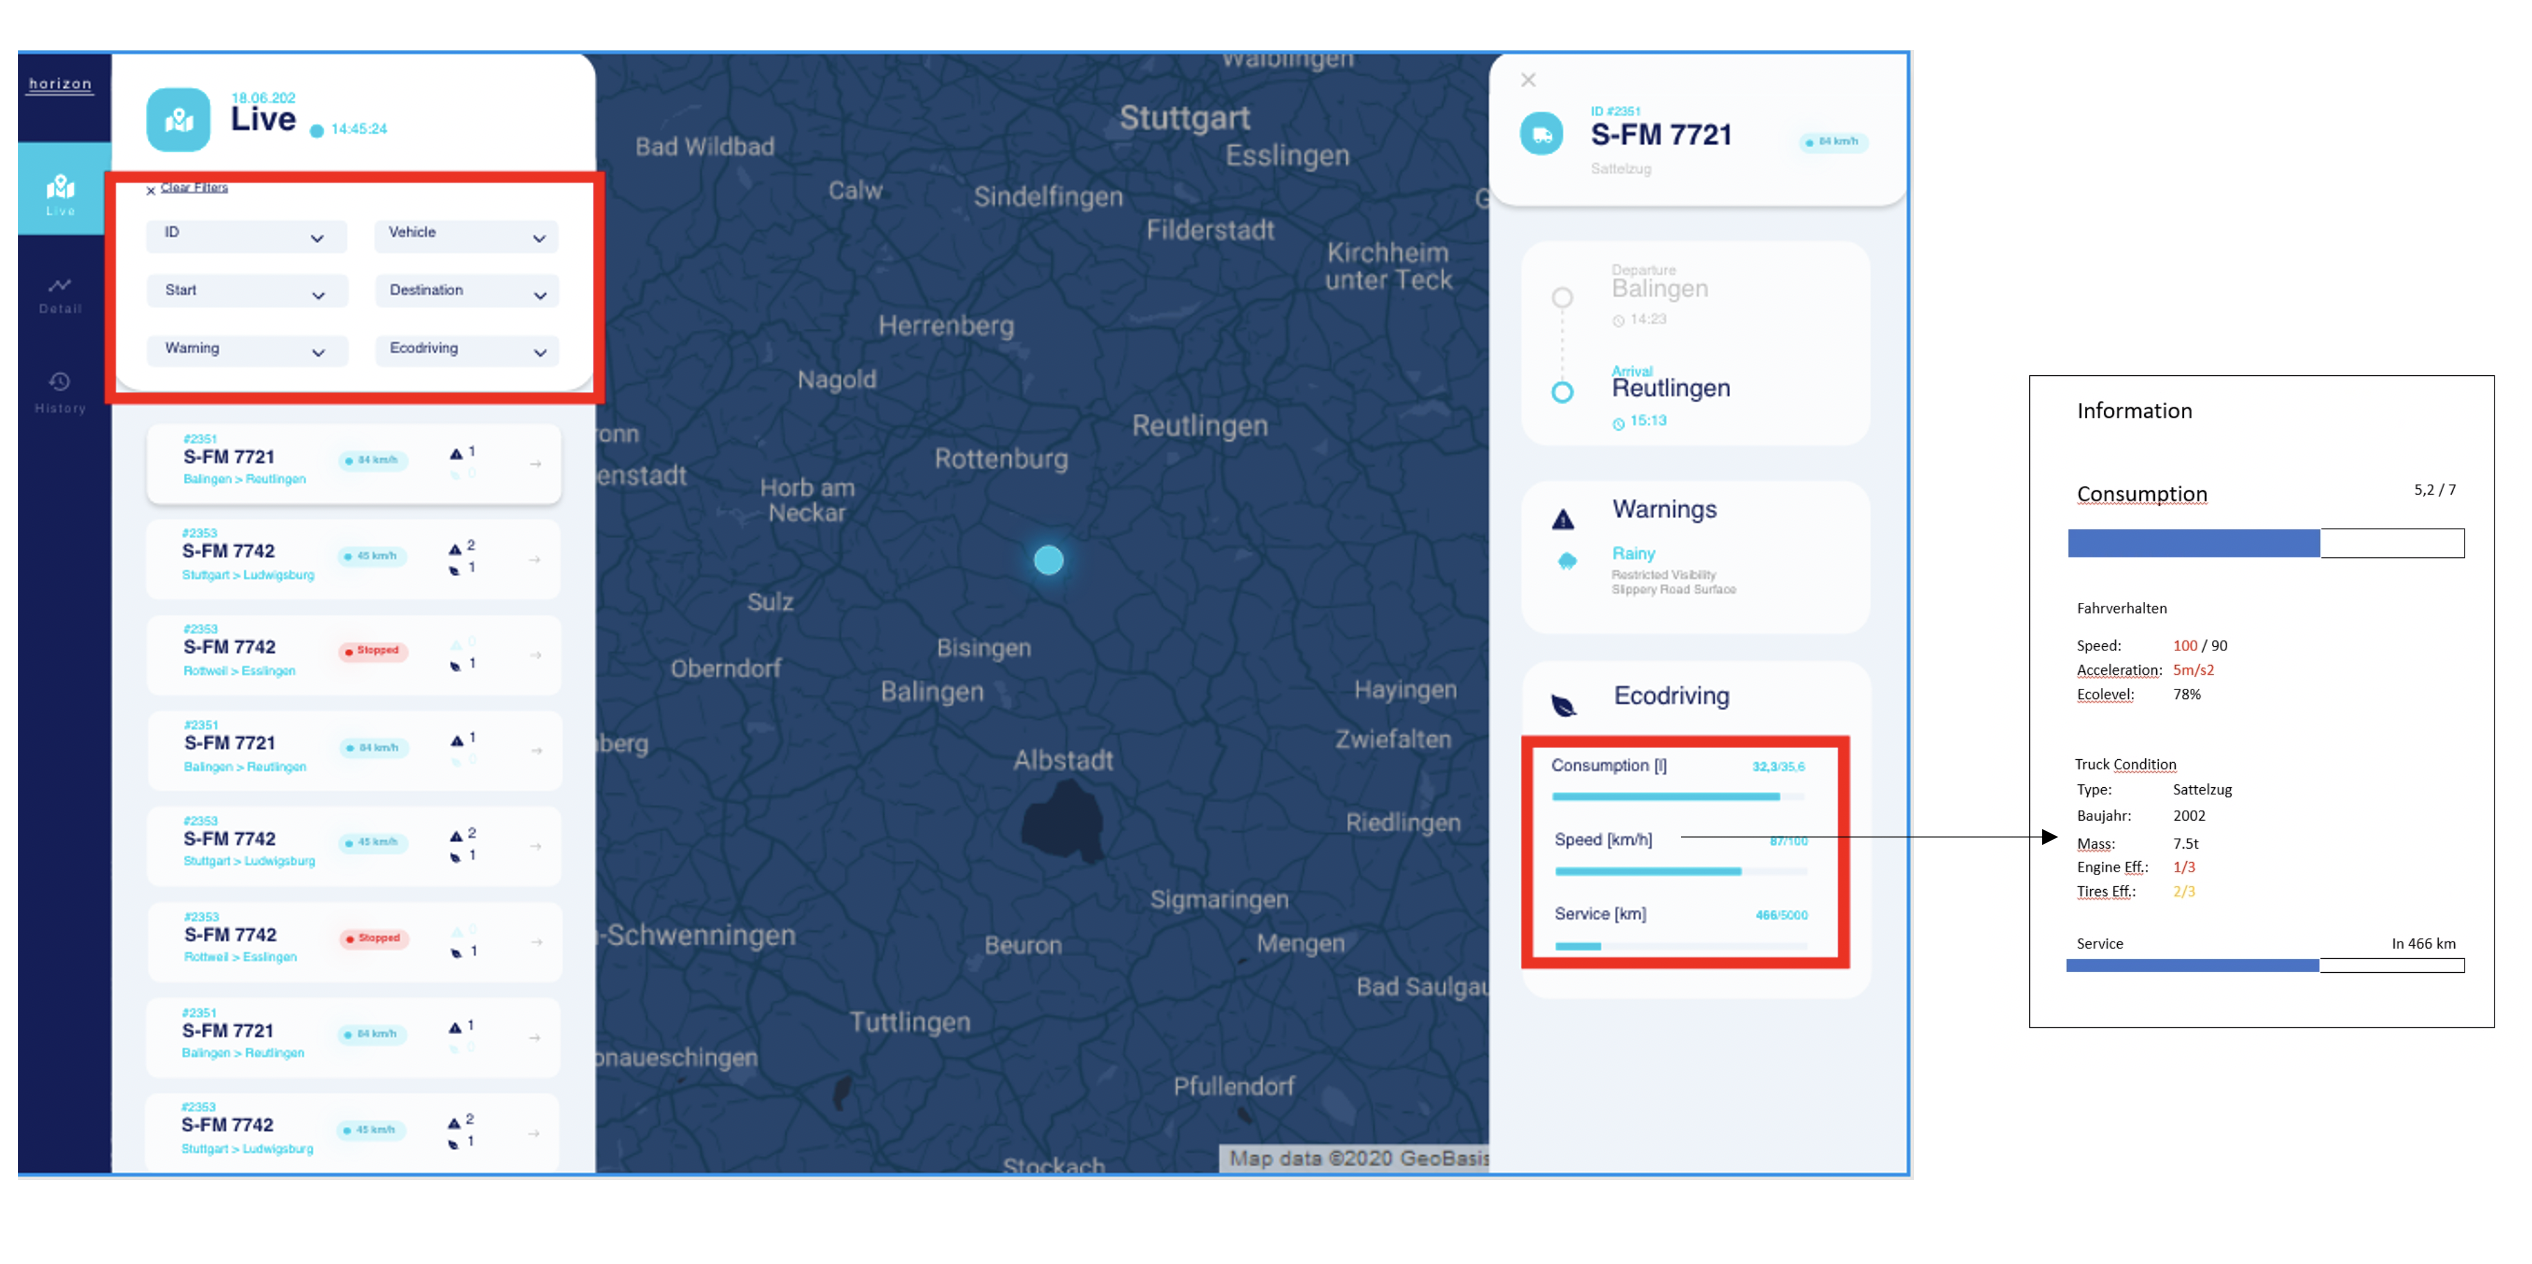 horizon
Live
Detail
History
18.06.202
Live
14:45:24
Clear Filters
ID
Vehicle
Start
Destination
Warning
Ecodriving
#2351
S-FM 7721
84 km/h
1
0
Balingen > Reutlingen
#2353
S-FM 7742
45 km/h
2
1
Stuttgart > Ludwigsburg
#2353
S-FM 7742
Stopped
0
1
Rottweil > Esslingen
#2351
S-FM 7721
84 km/h
1
0
Balingen > Reutlingen
#2353
S-FM 7742
45 km/h
2
1
Stuttgart > Ludwigsburg
#2353
S-FM 7742
Stopped
0
1
Rottweil > Esslingen
#2351
S-FM 7721
84 km/h
1
0
Balingen > Reutlingen
#2353
S-FM 7742
45 km/h
2
1
Stuttgart > Ludwigsburg
Waiblingen
Stuttgart
Bad Wildbad
Esslingen
Calw
Sindelfingen
G
Filderstadt
Kirchheim
unter Teck
Herrenberg
Nagold
Reutlingen
ronn
Rottenburg
enstadt
Horb am
Neckar
Sulz
Bisingen
Oberndorf
Balingen
Hayingen
nberg
Zwiefalten
Albstadt
Riedlingen
Sigmaringen
-Schwenningen
Beuron
Mengen
Bad Saulgau
Tuttlingen
onaueschingen
Pfullendorf
Stockach
Map data ©2020 GeoBasis
ID #2351
S-FM 7721
84 km/h
Sattelzug
Departure
Balingen
14:23
Arrival
Reutlingen
15:13
Warnings
Rainy
Restricted Visibility
Slippery Road Surface
Ecodriving
Consumption [l]
32,3/35,6
Speed [km/h]
87/100
Service [km]
466/5000
Information
Consumption
5,2 / 7
Fahrverhalten
Speed: 100 / 90
Acceleration: 5m/s2
Ecolevel: 78%
Truck Condition
Type: Sattelzug
Baujahr: 2002
Mass: 7.5t
Engine Eff.: 1/3
Tires Eff.: 2/3
Service
In 466 km